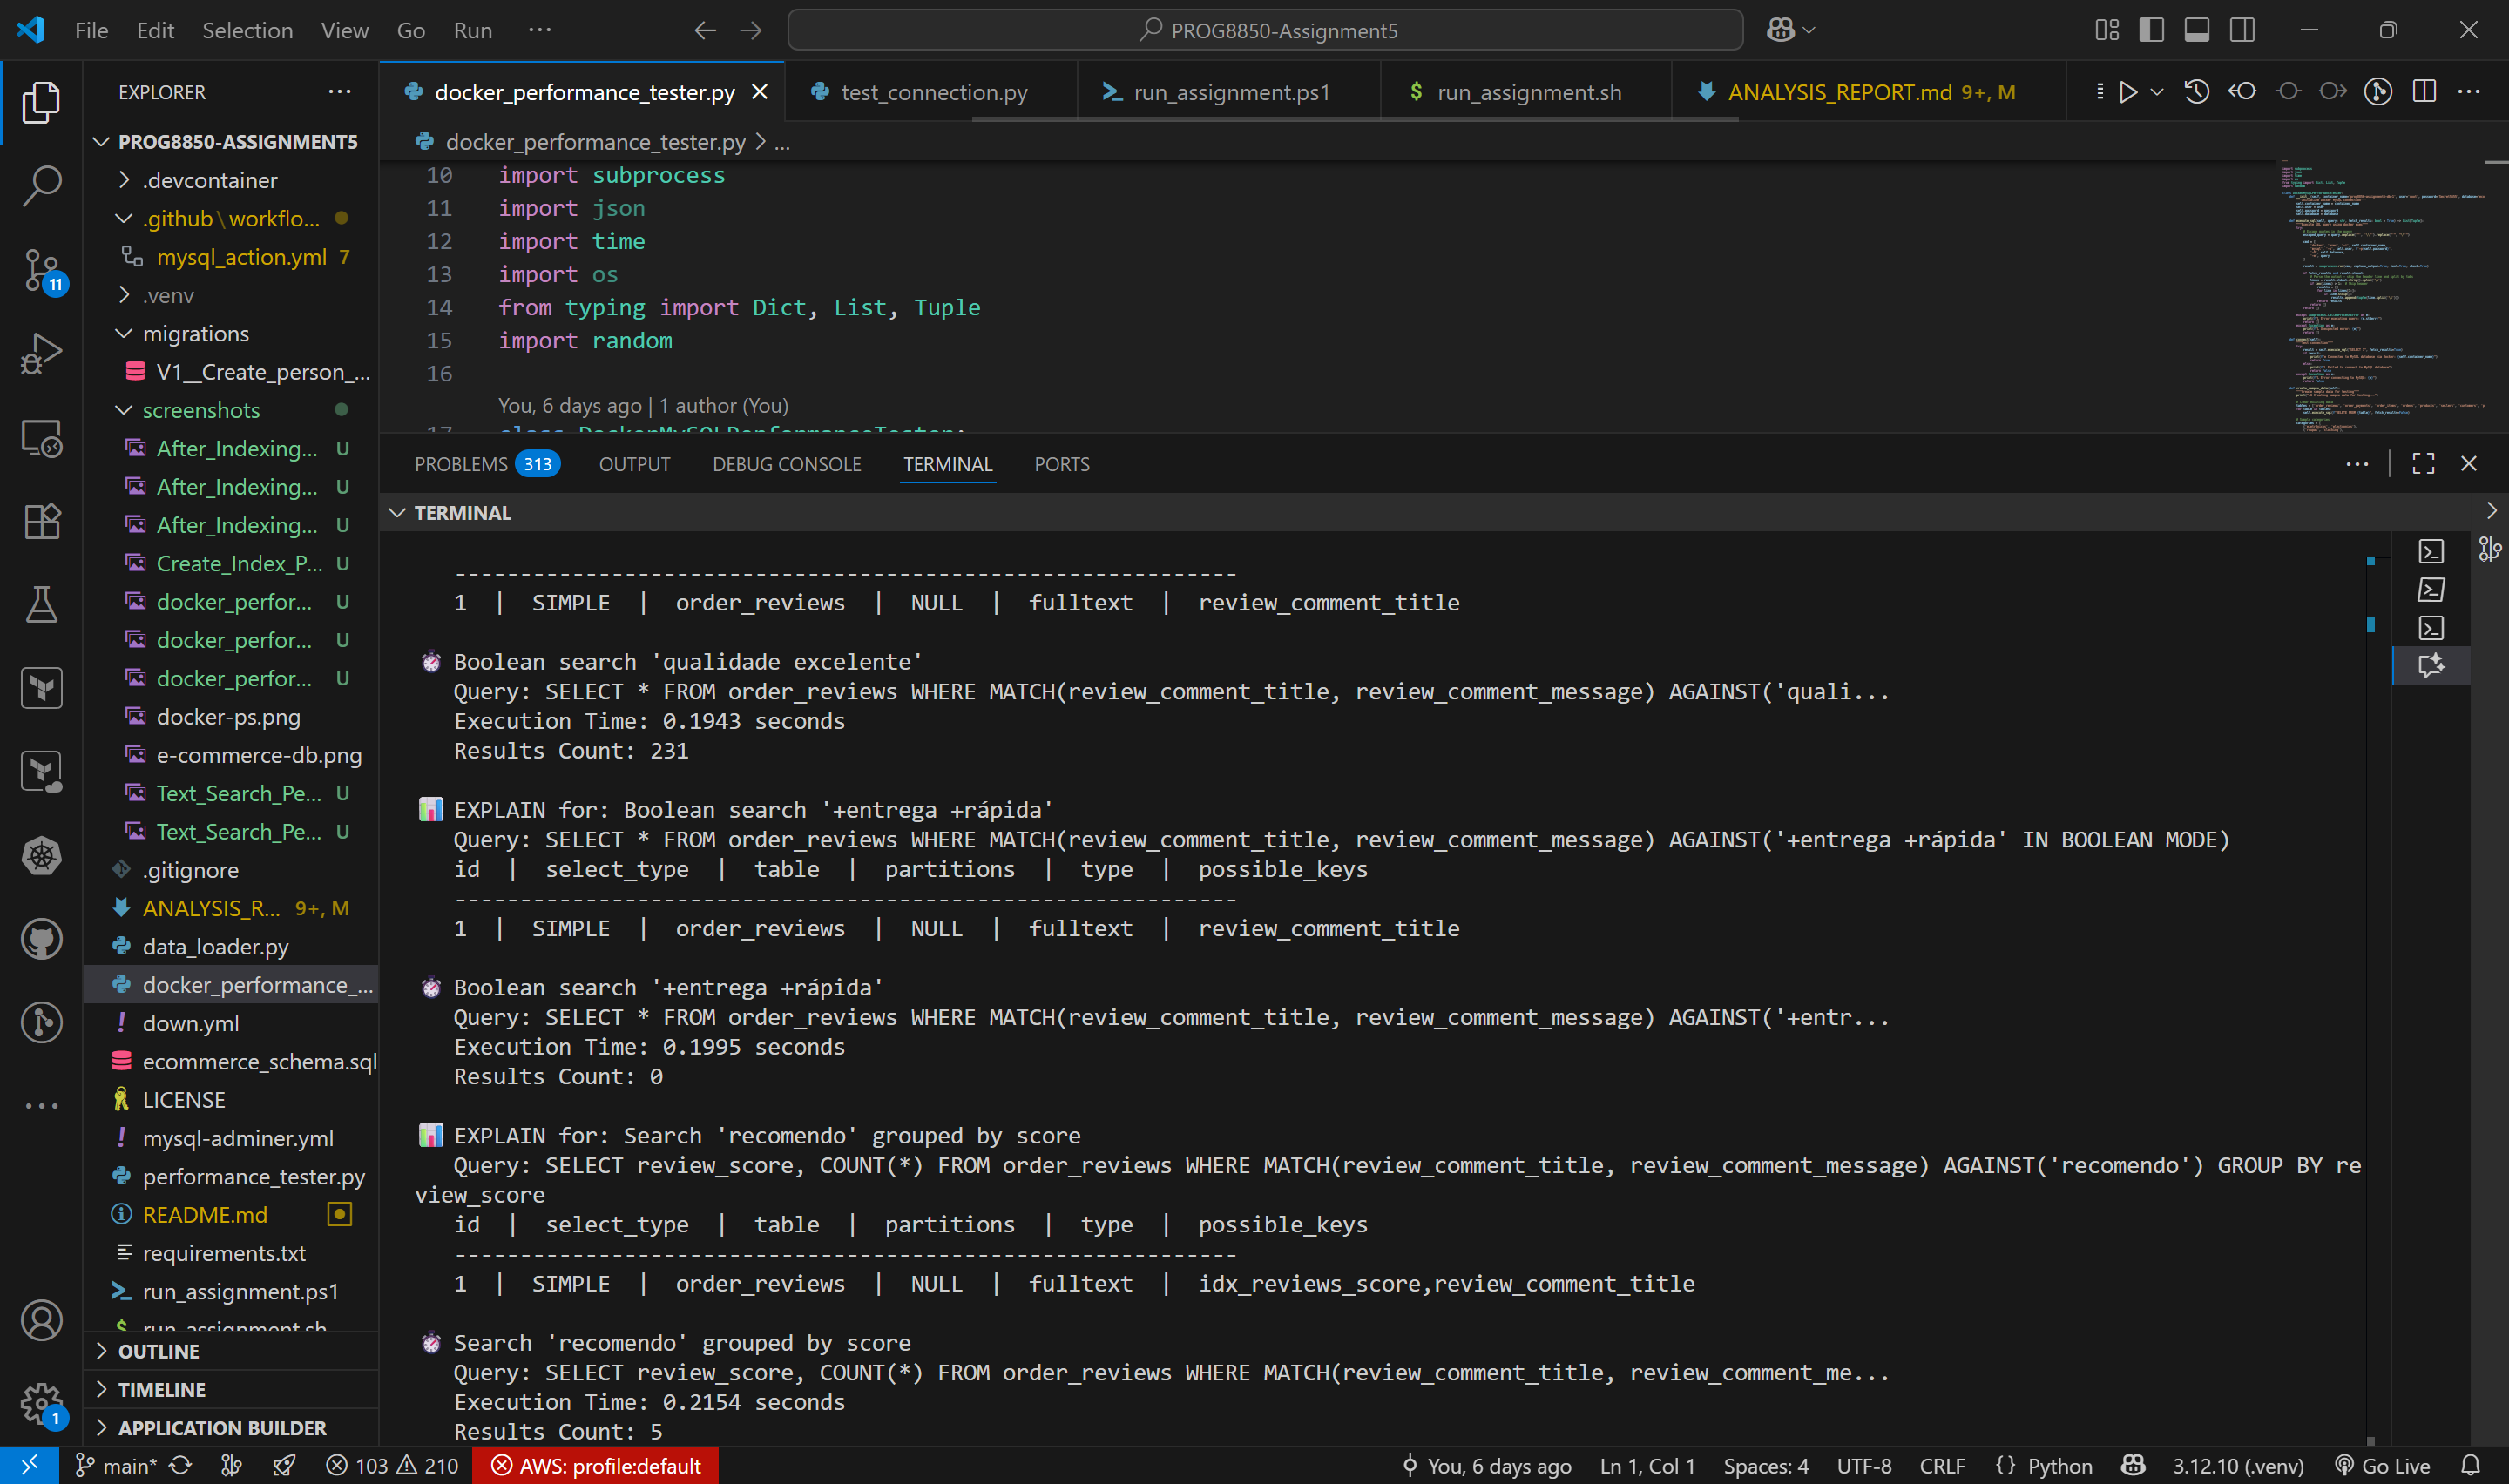 File Edit Selection View Go Run ··· PROG8850-Assignment5
EXPLORER ···
PROG8850-ASSIGNMENT5
.devcontainer
.github\workflo...
mysql_action.yml 7
.venv
migrations
V1__Create_person_...
screenshots
After_Indexing... U
After_Indexing... U
After_Indexing... U
Create_Index_P... U
docker_perfor... U
docker_perfor... U
docker_perfor... U
docker-ps.png
e-commerce-db.png
Text_Search_Pe... U
Text_Search_Pe... U
.gitignore
ANALYSIS_R... 9+, M
data_loader.py
docker_performance_...
down.yml
ecommerce_schema.sql
LICENSE
mysql-adminer.yml
performance_tester.py
README.md
requirements.txt
run_assignment.ps1
run_assignment.sh
OUTLINE
TIMELINE
APPLICATION BUILDER
11
1
docker_performance_tester.py test_connection.py run_assignment.ps1 run_assignment.sh ANALYSIS_REPORT.md 9+, M
docker_performance_tester.py > ...
10 import subprocess
11 import json
12 import time
13 import os
14 from typing import Dict, List, Tuple
15 import random
16
You, 6 days ago | 1 author (You)
17 class DockerMySQLPerformanceTester:
PROBLEMS 313 OUTPUT DEBUG CONSOLE TERMINAL PORTS
TERMINAL
------------------------------------------------------------
1 | SIMPLE | order_reviews | NULL | fulltext | review_comment_title
⏱️ Boolean search 'qualidade excelente'
Query: SELECT * FROM order_reviews WHERE MATCH(review_comment_title, review_comment_message) AGAINST('quali...
Execution Time: 0.1943 seconds
Results Count: 231
📊 EXPLAIN for: Boolean search '+entrega +rápida'
Query: SELECT * FROM order_reviews WHERE MATCH(review_comment_title, review_comment_message) AGAINST('+entrega +rápida' IN BOOLEAN MODE)
id | select_type | table | partitions | type | possible_keys
------------------------------------------------------------
1 | SIMPLE | order_reviews | NULL | fulltext | review_comment_title
⏱️ Boolean search '+entrega +rápida'
Query: SELECT * FROM order_reviews WHERE MATCH(review_comment_title, review_comment_message) AGAINST('+entr...
Execution Time: 0.1995 seconds
Results Count: 0
📊 EXPLAIN for: Search 'recomendo' grouped by score
Query: SELECT review_score, COUNT(*) FROM order_reviews WHERE MATCH(review_comment_title, review_comment_message) AGAINST('recomendo') GROUP BY re
view_score
id | select_type | table | partitions | type | possible_keys
------------------------------------------------------------
1 | SIMPLE | order_reviews | NULL | fulltext | idx_reviews_score,review_comment_title
⏱️ Search 'recomendo' grouped by score
Query: SELECT review_score, COUNT(*) FROM order_reviews WHERE MATCH(review_comment_title, review_comment_me...
Execution Time: 0.2154 seconds
Results Count: 5
main* 103 210 AWS: profile:default You, 6 days ago Ln 1, Col 1 Spaces: 4 UTF-8 CRLF {} Python 3.12.10 (.venv) Go Live